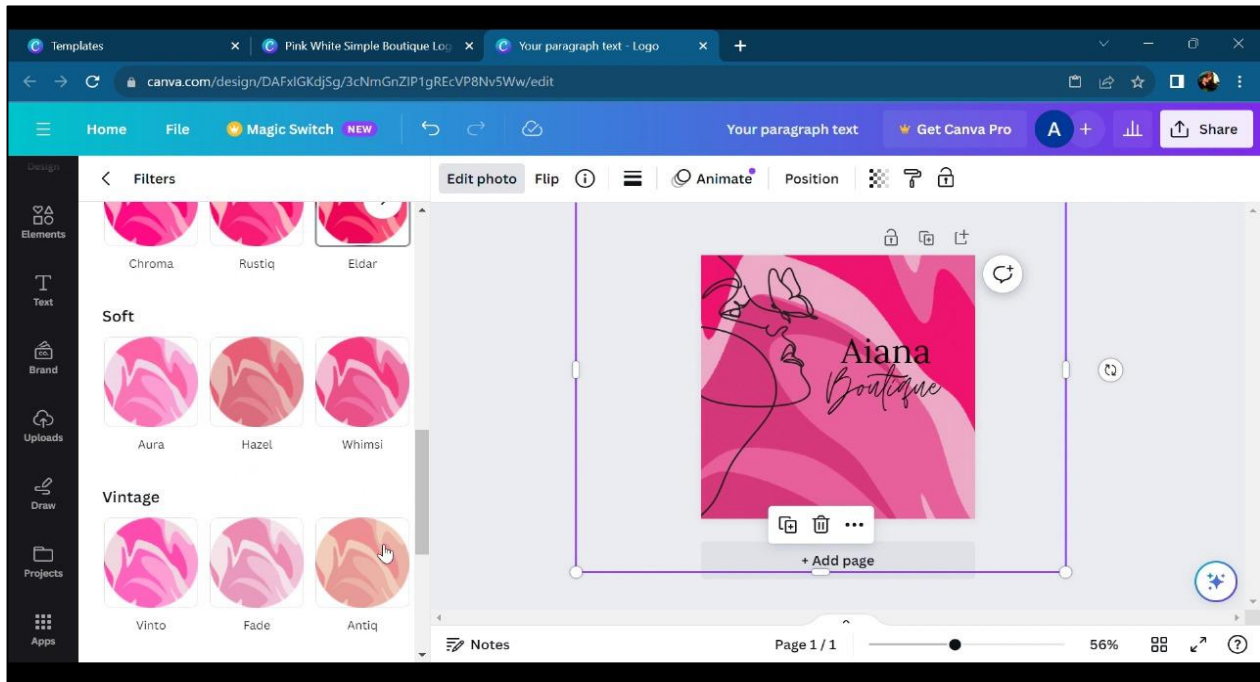 Templates
Pink White Simple Boutique Log
Your paragraph text - Logo
canva.com/design/DAFxIGKdjSg/3cNmGnZIP1gREcVP8Nv5Ww/edit
Home File Magic Switch NEW Your paragraph text Get Canva Pro A + Share
Design
Elements
Text
CO.
Brand
Uploads
Draw
Projects
Apps
Filters
Chroma Rustiq Eldar
Soft
Aura Hazel Whimsi
Vintage
Vinto Fade Antiq
Edit photo Flip Animate Position
Aiana
Boutique
+ Add page
Notes Page 1 / 1 56%